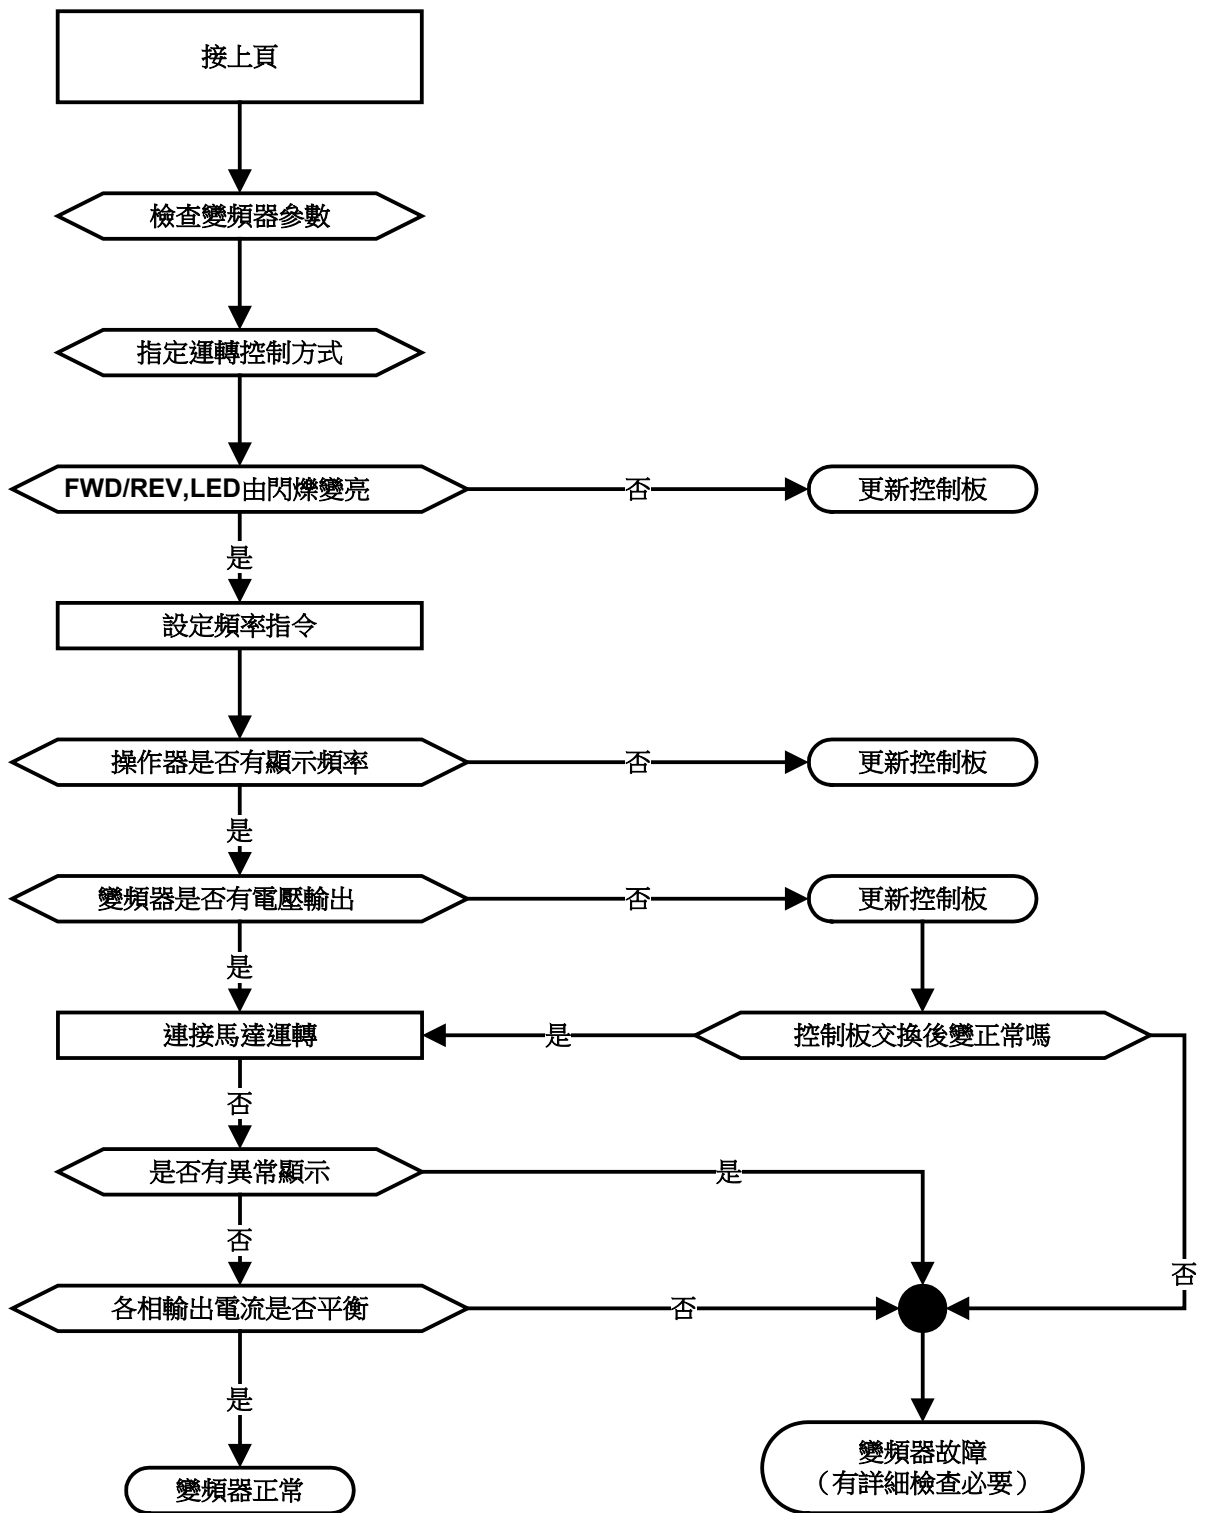 接上頁
檢查變頻器參數
指定運轉控制方式
FWD/REV,LED由閃爍變亮
否
更新控制板
是
設定頻率指令
操作器是否有顯示頻率
否
更新控制板
是
變頻器是否有電壓輸出
否
更新控制板
是
連接馬達運轉
是
控制板交換後變正常嗎
否
是否有異常顯示
是
否
否
各相輸出電流是否平衡
否
是
變頻器故障
（有詳細檢查必要）
變頻器正常